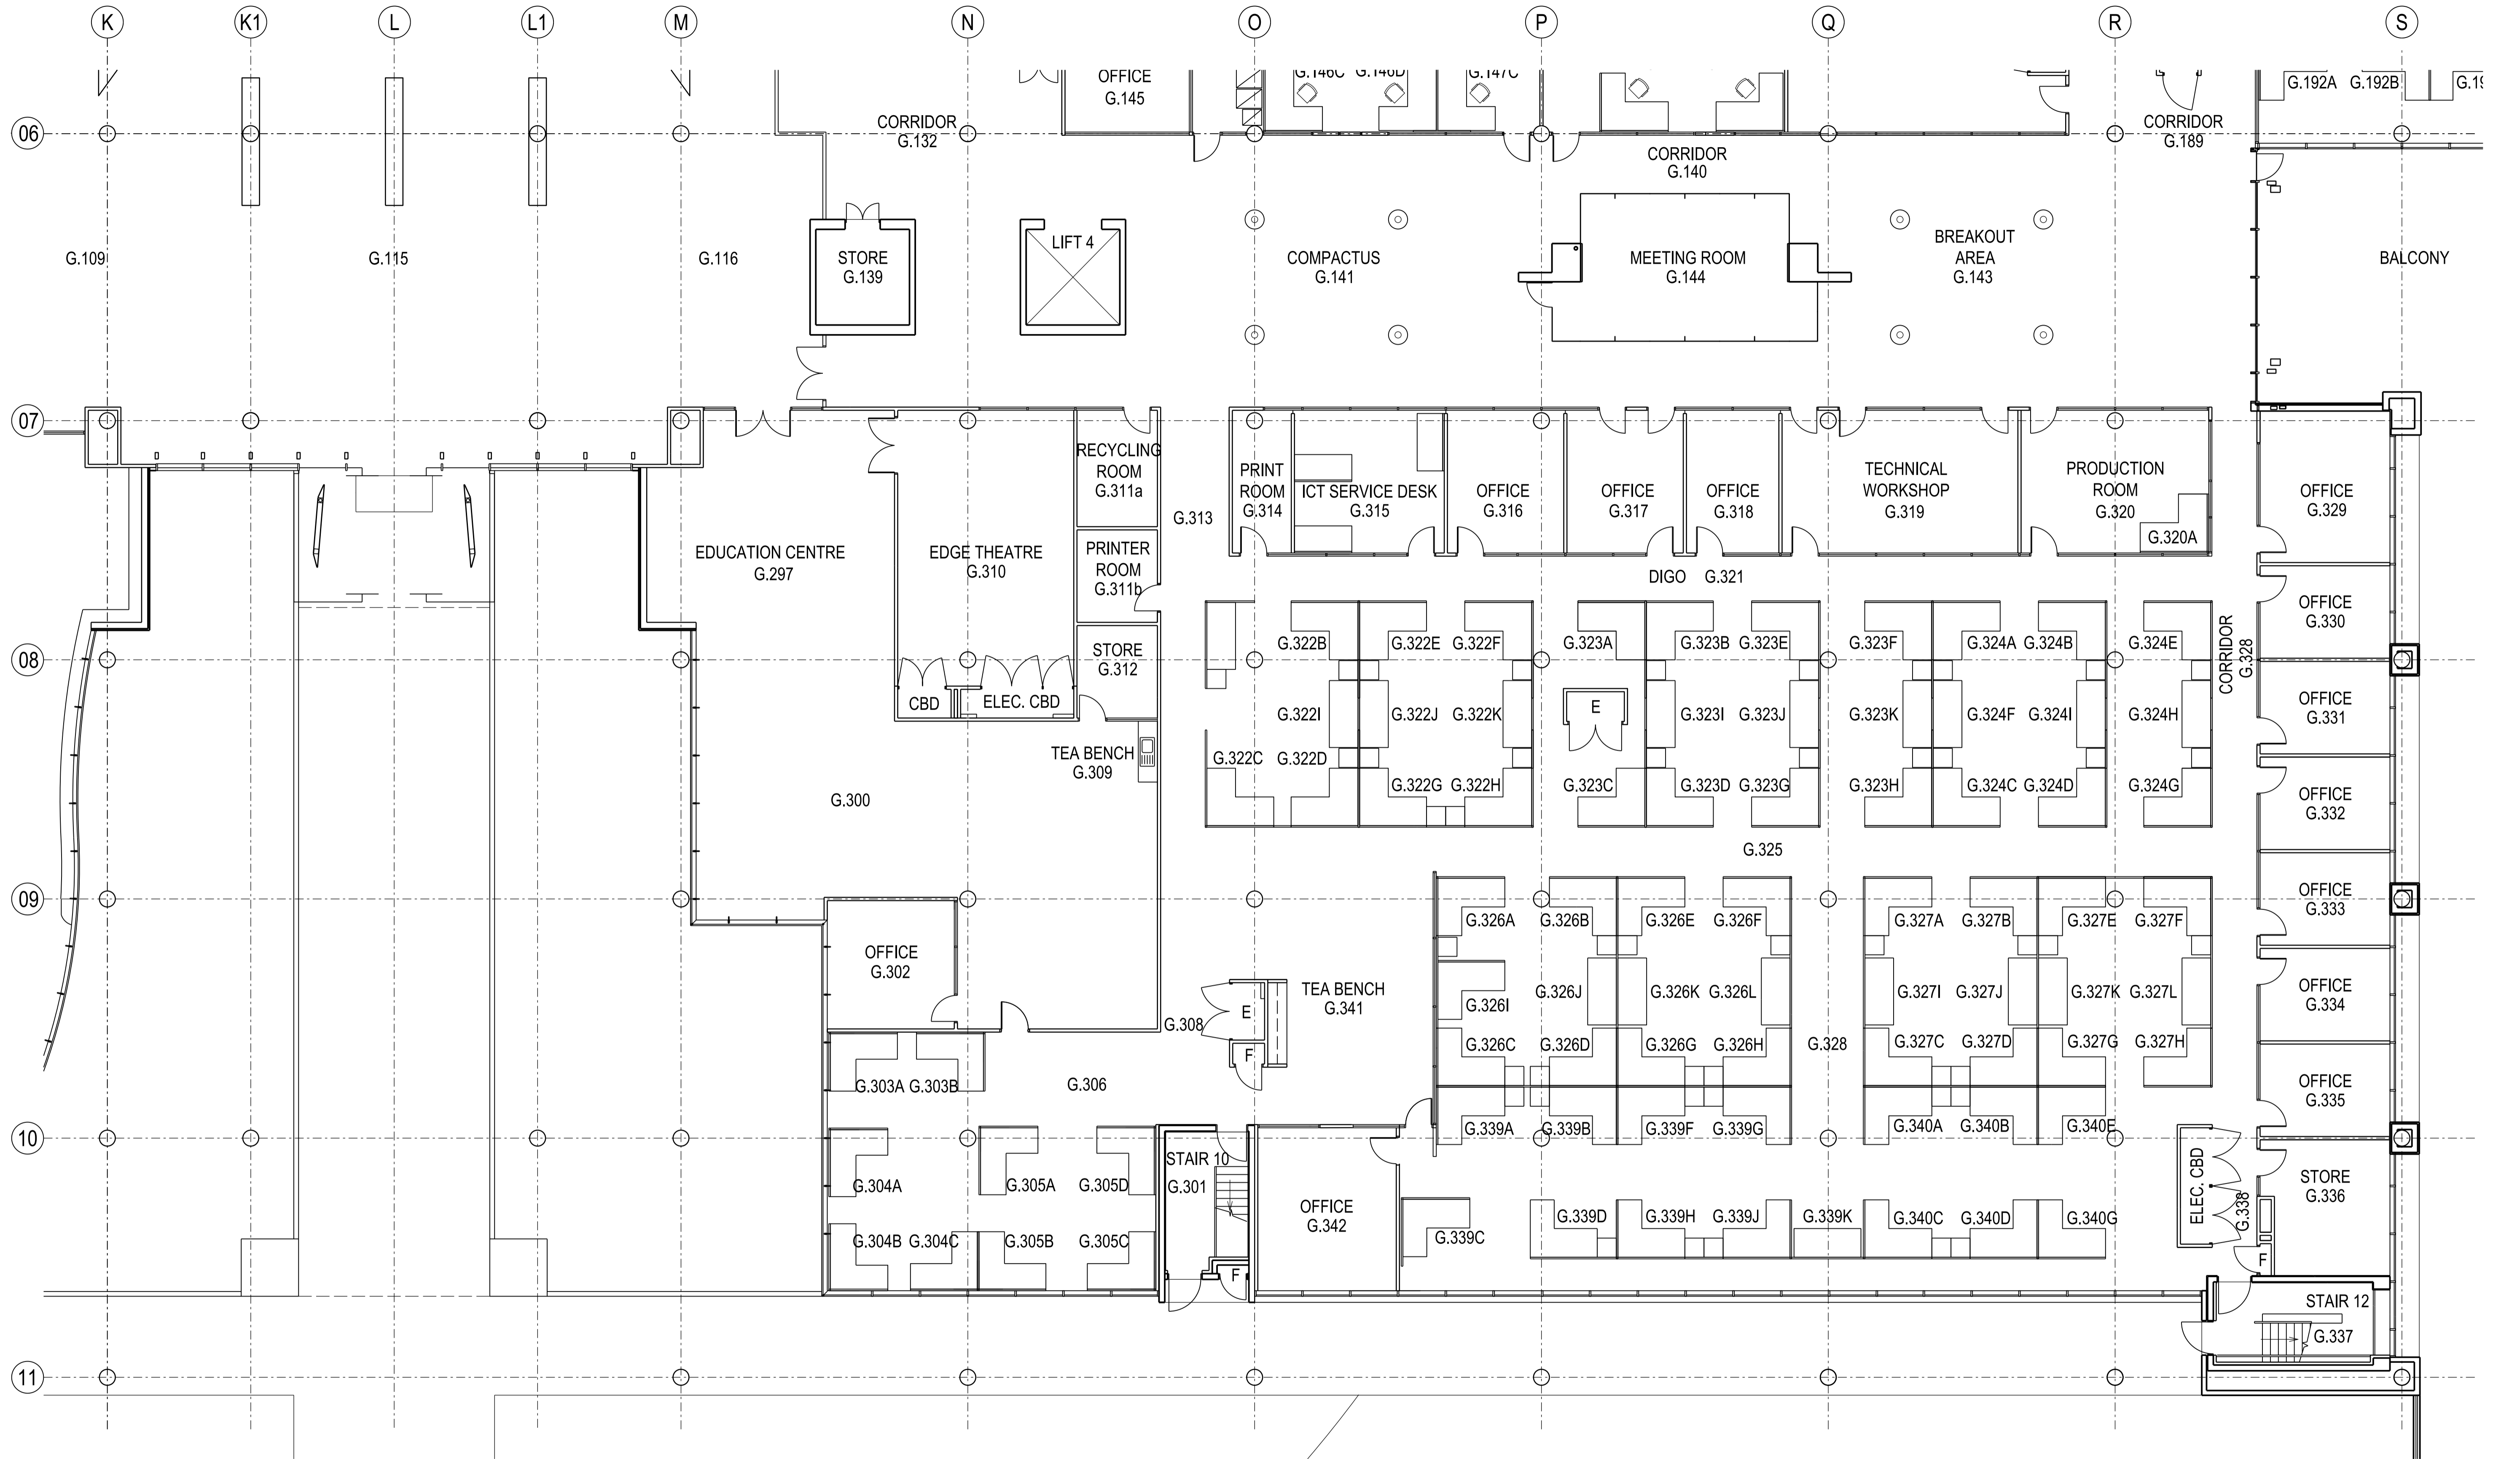 K K1 L L1 M N O P Q R S
OFFICE
G.145
G.146C G.146D G.147C
G.192A G.192B
06
CORRIDOR
G.132
CORRIDOR
G.140
CORRIDOR
G.189
G.109
G.115
G.116
STORE
G.139
LIFT 4
COMPACTUS
G.141
MEETING ROOM
G.144
BREAKOUT
AREA
G.143
BALCONY
07
EDUCATION CENTRE
G.297
EDGE THEATRE
G.310
RECYCLING
ROOM
G.311a
PRINTER
ROOM
G.311b
G.313
PRINT
ROOM
G.314
ICT SERVICE DESK
G.315
OFFICE
G.316
OFFICE
G.317
OFFICE
G.318
TECHNICAL
WORKSHOP
G.319
PRODUCTION
ROOM
G.320
G.320A
OFFICE
G.329
DIGO G.321
OFFICE
G.330
CORRIDOR
G.328
08
STORE
G.312
CBD
ELEC. CBD
G.322B G.322E G.322F G.323A G.323B G.323E G.323F G.324A G.324B G.324E
E
G.322I G.322J G.322K G.323I G.323J G.323K G.324F G.324I G.324H
OFFICE
G.331
TEA BENCH
G.309
G.322C G.322D
G.322G G.322H G.323C G.323D G.323G G.323H G.324C G.324D G.324G
OFFICE
G.332
G.300
G.325
09
OFFICE
G.333
G.326A G.326B G.326E G.326F G.327A G.327B G.327E G.327F
OFFICE
G.302
TEA BENCH
G.341
E
G.308
F
G.326I G.326J G.326K G.326L G.327I G.327J G.327K G.327L
OFFICE
G.334
G.326C G.326D G.326G G.326H G.328 G.327C G.327D G.327G G.327H
G.303A G.303B
G.306
OFFICE
G.335
10
G.339A G.339B G.339F G.339G G.340A G.340B G.340E
STAIR 10
G.301
G.304A G.305A G.305D
OFFICE
G.342
STORE
G.336
ELEC. CBD
G.338
G.339D G.339H G.339J G.339K G.340C G.340D G.340G
G.339C
G.304B G.304C G.305B G.305C
F
F
STAIR 12
G.337
11